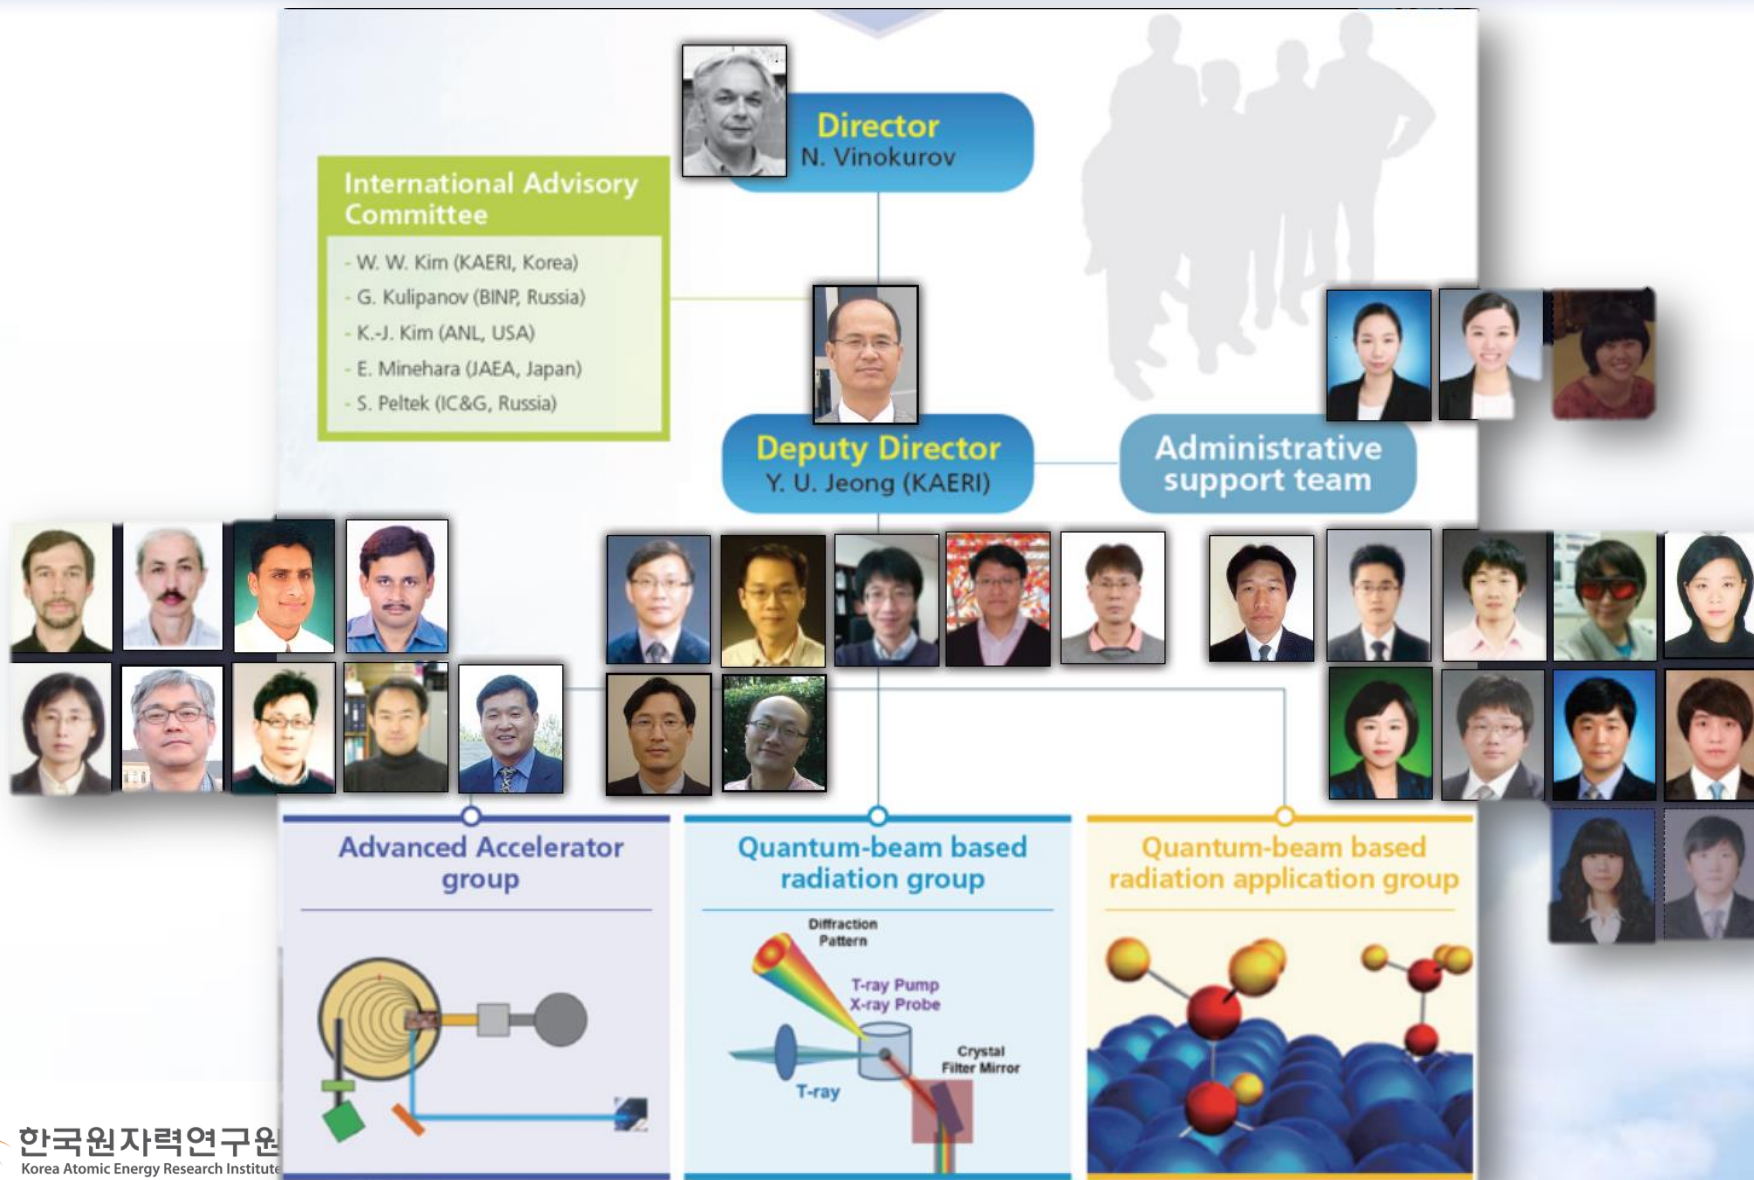 Director
N. Vinokurov
International Advisory
Committee
- W. W. Kim (KAERI, Korea)
- G. Kulipanov (BINP, Russia)
- K.-J. Kim (ANL, USA)
- E. Minehara (JAEA, Japan)
- S. Peltek (IC&G, Russia)
Deputy Director
Y. U. Jeong (KAERI)
Administrative
support team
Advanced Accelerator
group
Quantum-beam based
radiation group
Diffraction
Pattern
T-ray Pump
X-ray Probe
Crystal
Filter Mirror
T-ray
Quantum-beam based
radiation application group
한국원자력연구원
Korea Atomic Energy Research Institute